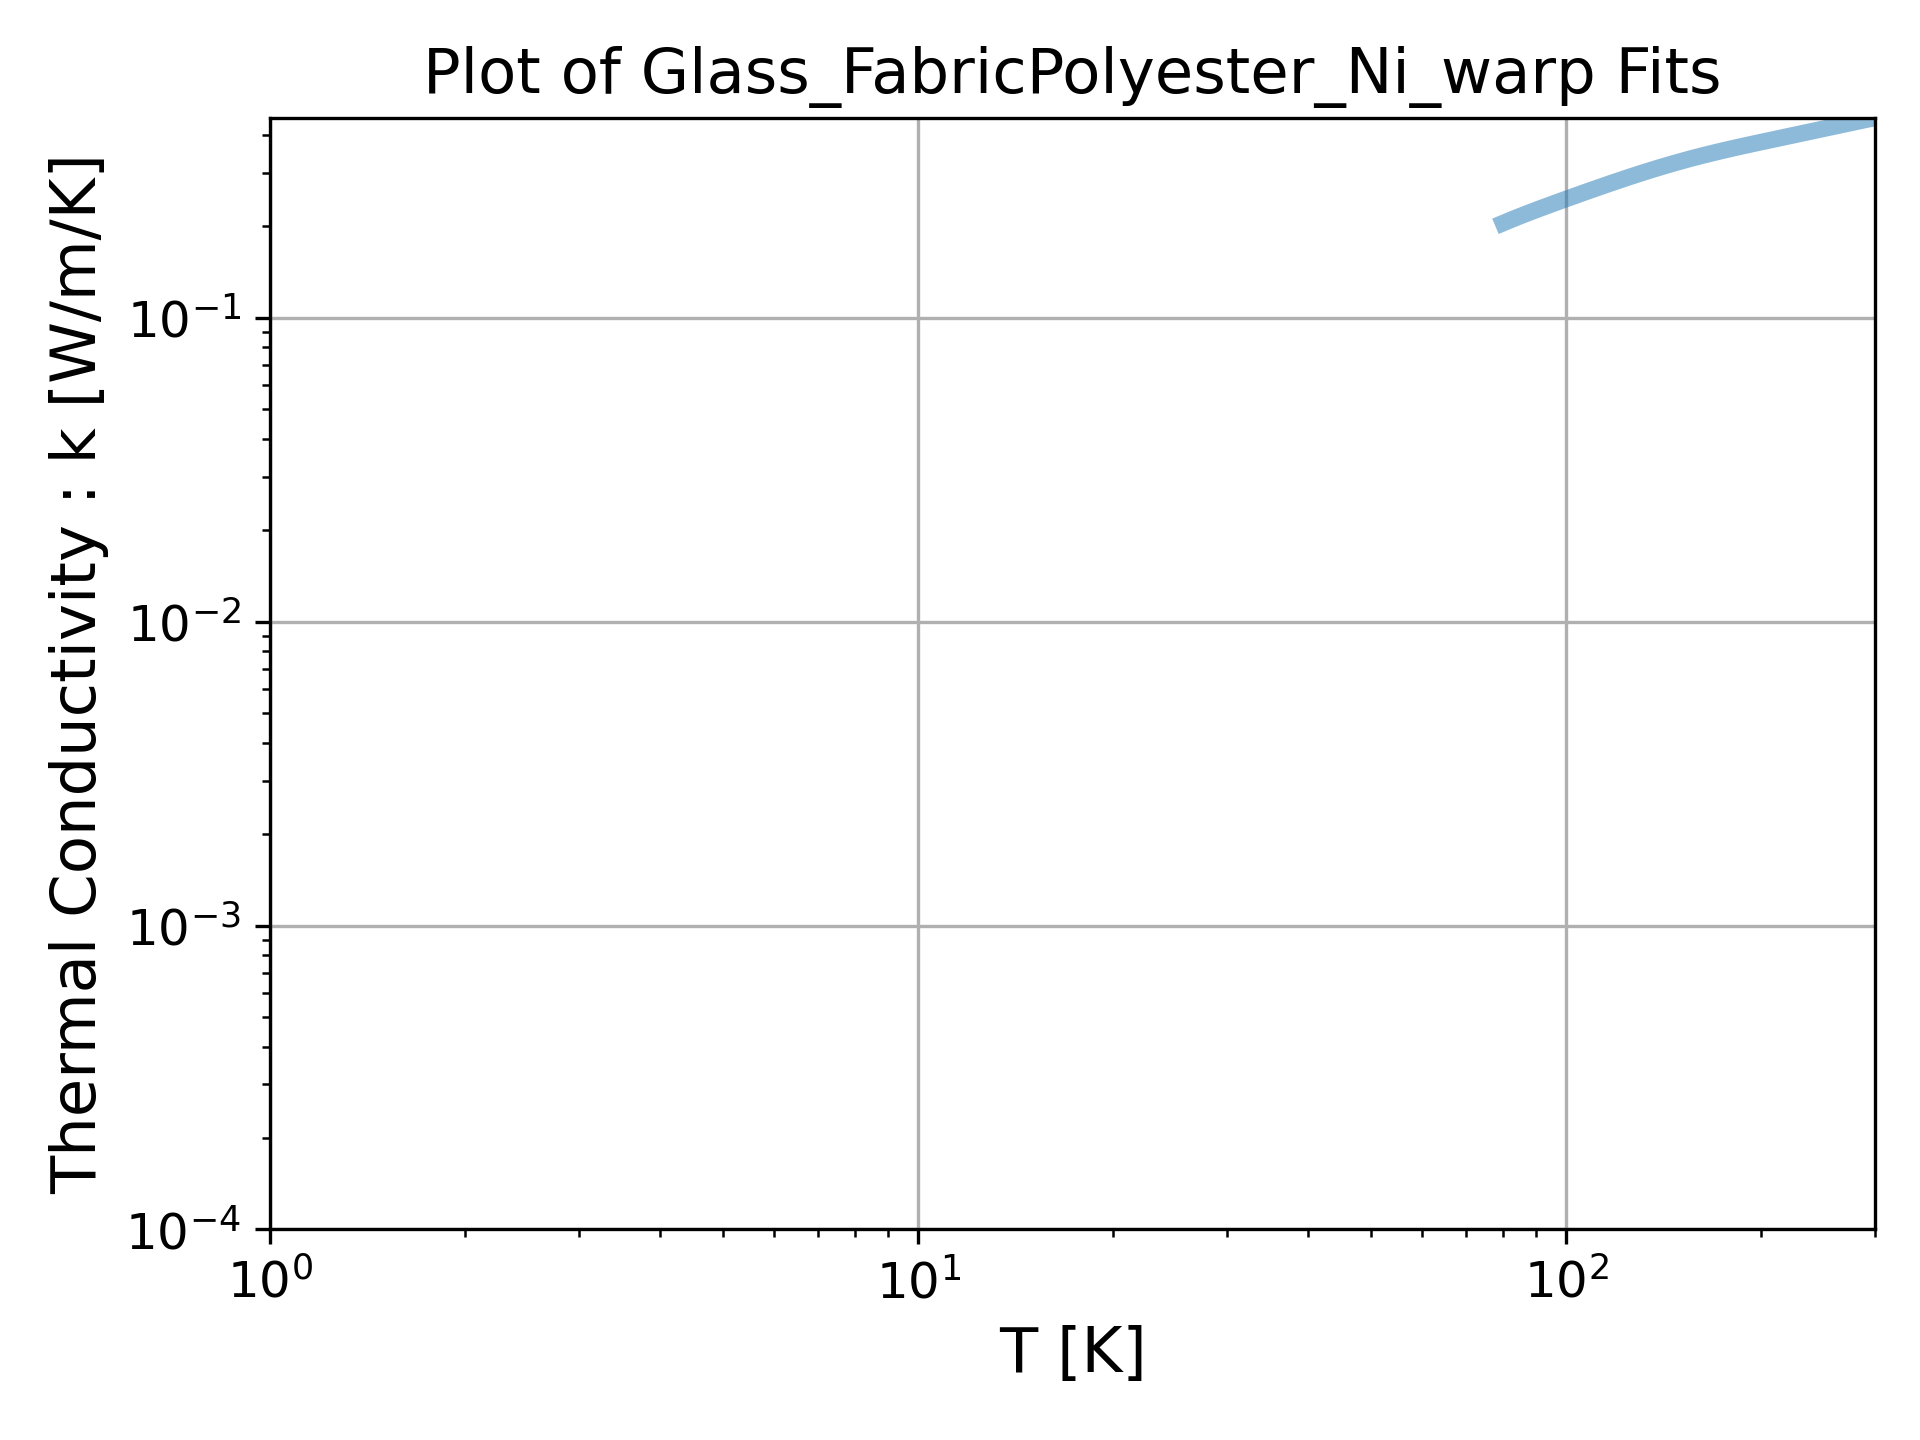 Plot of Glass_FabricPolyester_Ni_warp Fits
Thermal Conductivity : k [W/m/K]
10⁻¹
10⁻²
10⁻³
10⁻⁴
10⁰ 10¹ 10²
T [K]